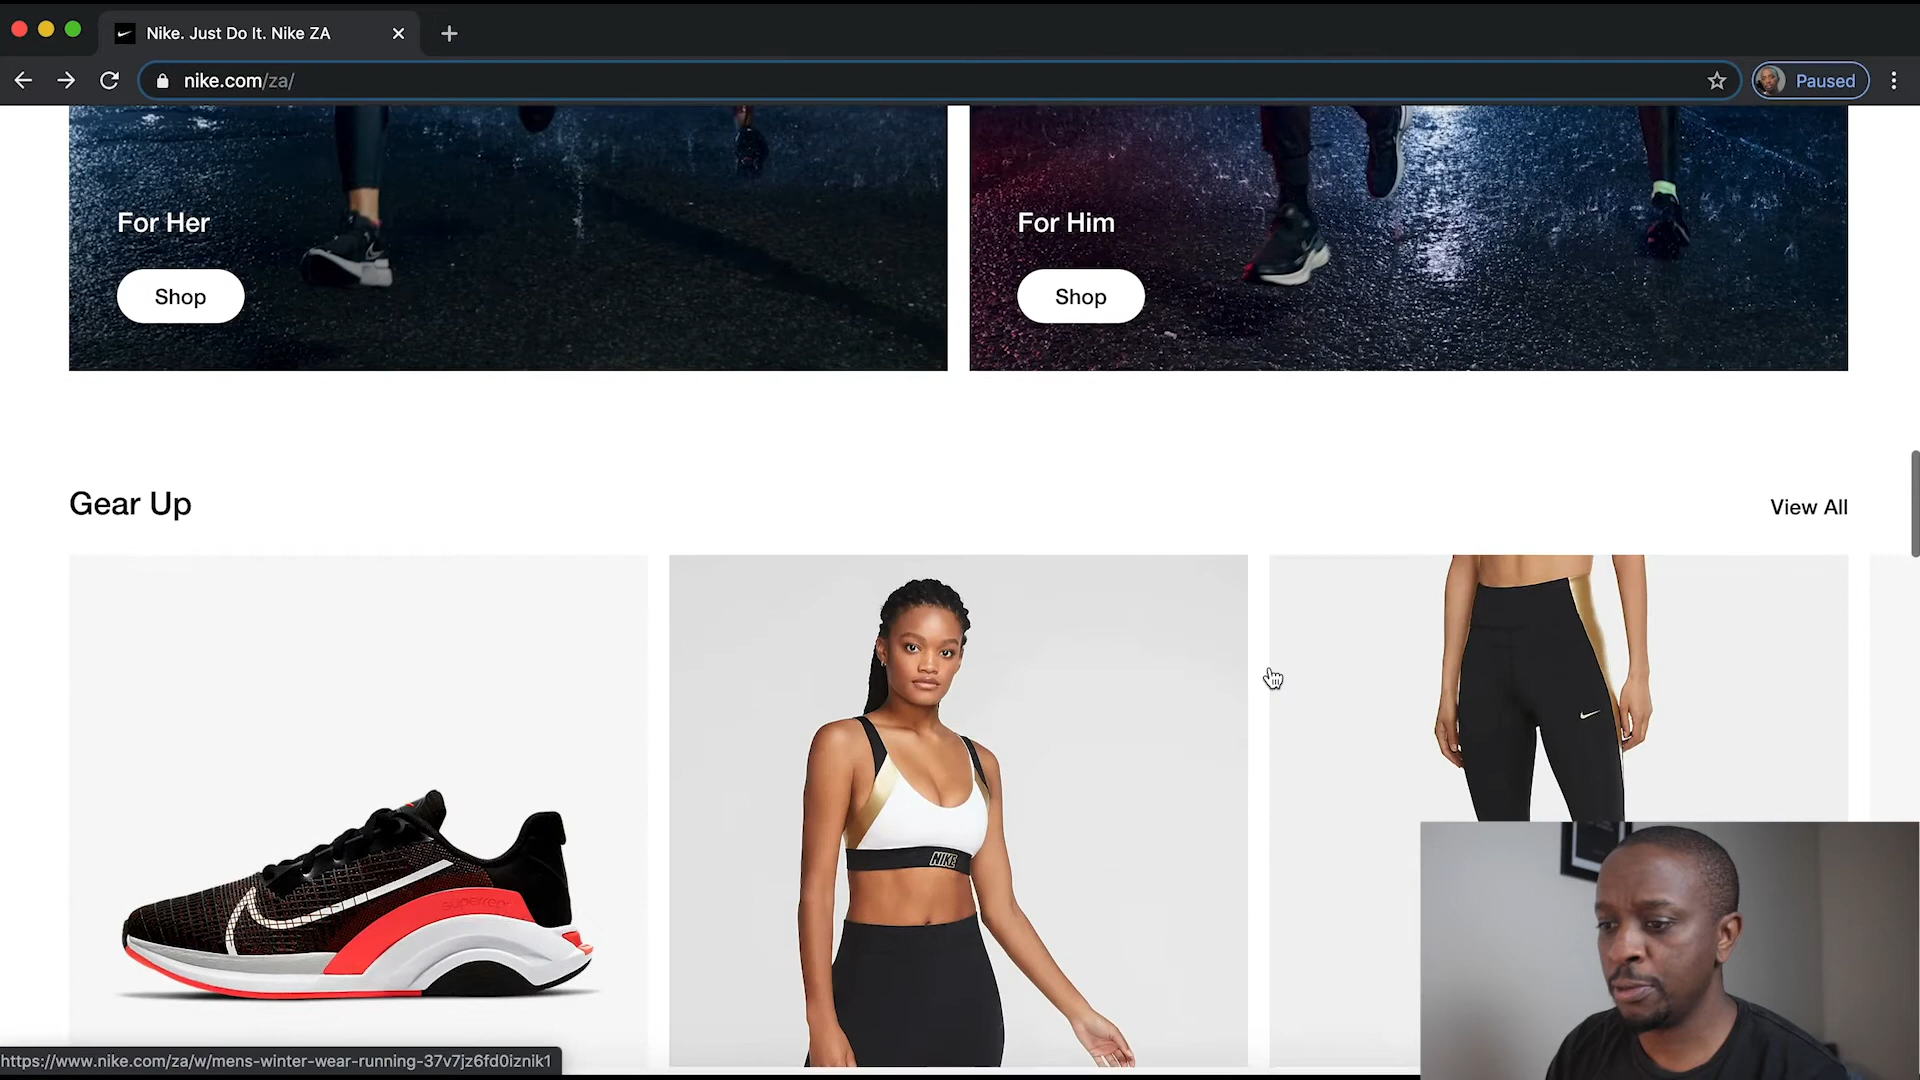 Nike. Just Do It. Nike ZA
nike.com/za/
Paused
For Her
For Him
Shop
Shop
Gear Up
View All
superrep
NIKE
https://www.nike.com/za/w/mens-winter-wear-running-37v7jz6fd0iznik1